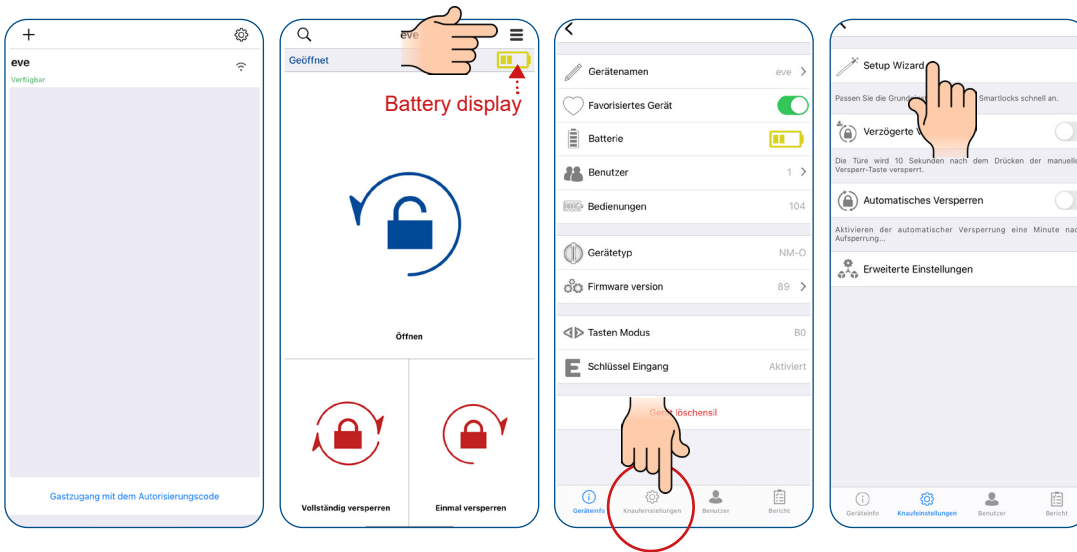 eve
Verfügbar
Gastzugang mit dem Autorisierungscode
eve
Geöffnet
Battery display
Öffnen
Vollständig versperren
Einmal versperren
Gerätenamen eve
Favorisiertes Gerät
Batterie
Benutzer 1
Bedienungen 104
Gerätetyp NM-O
Firmware version 89
Tasten Modus B0
E Schlüssel Eingang Aktiviert
löschensil
Geräteinfo Knaufeinstellungen Benutzer Bericht
Setup Wizard
Passen Sie die Smartlocks schnell an.
Verzögerte
Die Türe wird 10 Sekunden nach dem Drücken der
Versperr-Taste versperrt.
Automatisches Versperren
Aktivieren der automatischer Versperrung eine Minute
Aufsperrung...
Erweiterte Einstellungen
Geräteinfo Knaufeinstellungen Benutzer Bericht